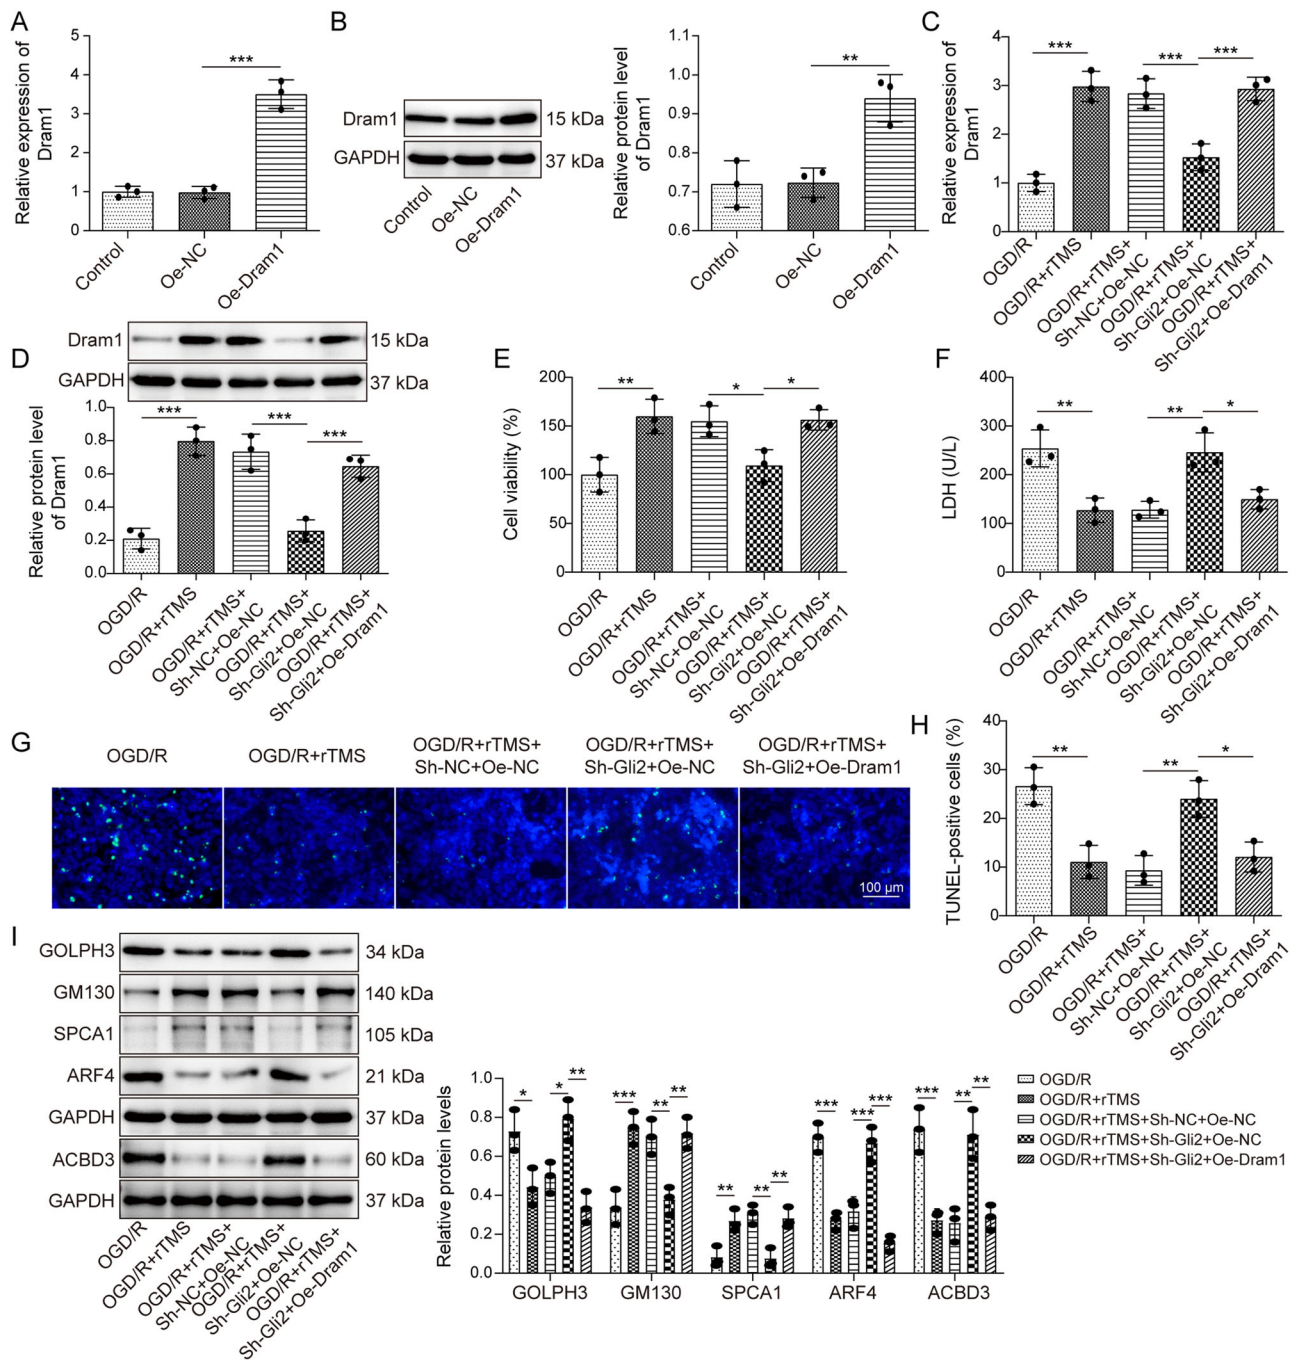 A
Relative expression of
Dram1
5
4
3
2
1
0
***
Control
Oe-NC
Oe-Dram1
B
Dram1
15 kDa
GAPDH
37 kDa
Control
Oe-NC
Oe-Dram1
Relative protein level
of Dram1
1.1
1.0
0.9
0.8
0.7
0.6
**
Control
Oe-NC
Oe-Dram1
C
Relative expression of
Dram1
4
3
2
1
0
***
***
***
OGD/R
OGD/R+rTMS
OGD/R+rTMS+
Sh-NC+Oe-NC
OGD/R+rTMS+
Sh-Gli2+Oe-NC
OGD/R+rTMS+
Sh-Gli2+Oe-Dram1
D
Dram1
15 kDa
GAPDH
37 kDa
Relative protein level
of Dram1
1.0
0.8
0.6
0.4
0.2
0.0
***
***
***
OGD/R
OGD/R+rTMS
OGD/R+rTMS+
Sh-NC+Oe-NC
OGD/R+rTMS+
Sh-Gli2+Oe-NC
OGD/R+rTMS+
Sh-Gli2+Oe-Dram1
E
Cell viability (%)
200
150
100
50
0
**
*
*
OGD/R
OGD/R+rTMS
OGD/R+rTMS+
Sh-NC+Oe-NC
OGD/R+rTMS+
Sh-Gli2+Oe-NC
OGD/R+rTMS+
Sh-Gli2+Oe-Dram1
F
LDH (U/L)
400
300
200
100
0
**
**
*
OGD/R
OGD/R+rTMS
OGD/R+rTMS+
Sh-NC+Oe-NC
OGD/R+rTMS+
Sh-Gli2+Oe-NC
OGD/R+rTMS+
Sh-Gli2+Oe-Dram1
G
OGD/R
OGD/R+rTMS
OGD/R+rTMS+
Sh-NC+Oe-NC
OGD/R+rTMS+
Sh-Gli2+Oe-NC
OGD/R+rTMS+
Sh-Gli2+Oe-Dram1
100 μm
H
TUNEL-positive cells (%)
40
30
20
10
0
**
**
*
OGD/R
OGD/R+rTMS
OGD/R+rTMS+
Sh-NC+Oe-NC
OGD/R+rTMS+
Sh-Gli2+Oe-NC
OGD/R+rTMS+
Sh-Gli2+Oe-Dram1
I
GOLPH3
34 kDa
GM130
140 kDa
SPCA1
105 kDa
ARF4
21 kDa
GAPDH
37 kDa
ACBD3
60 kDa
GAPDH
37 kDa
OGD/R
OGD/R+rTMS
OGD/R+rTMS+
Sh-NC+Oe-NC
OGD/R+rTMS+
Sh-Gli2+Oe-NC
OGD/R+rTMS+
Sh-Gli2+Oe-Dram1
Relative protein levels
1.0
0.8
0.6
0.4
0.2
0.0
*
*
**
***
**
**
**
**
**
***
***
***
***
**
**
GOLPH3
GM130
SPCA1
ARF4
ACBD3
OGD/R
OGD/R+rTMS
OGD/R+rTMS+Sh-NC+Oe-NC
OGD/R+rTMS+Sh-Gli2+Oe-NC
OGD/R+rTMS+Sh-Gli2+Oe-Dram1